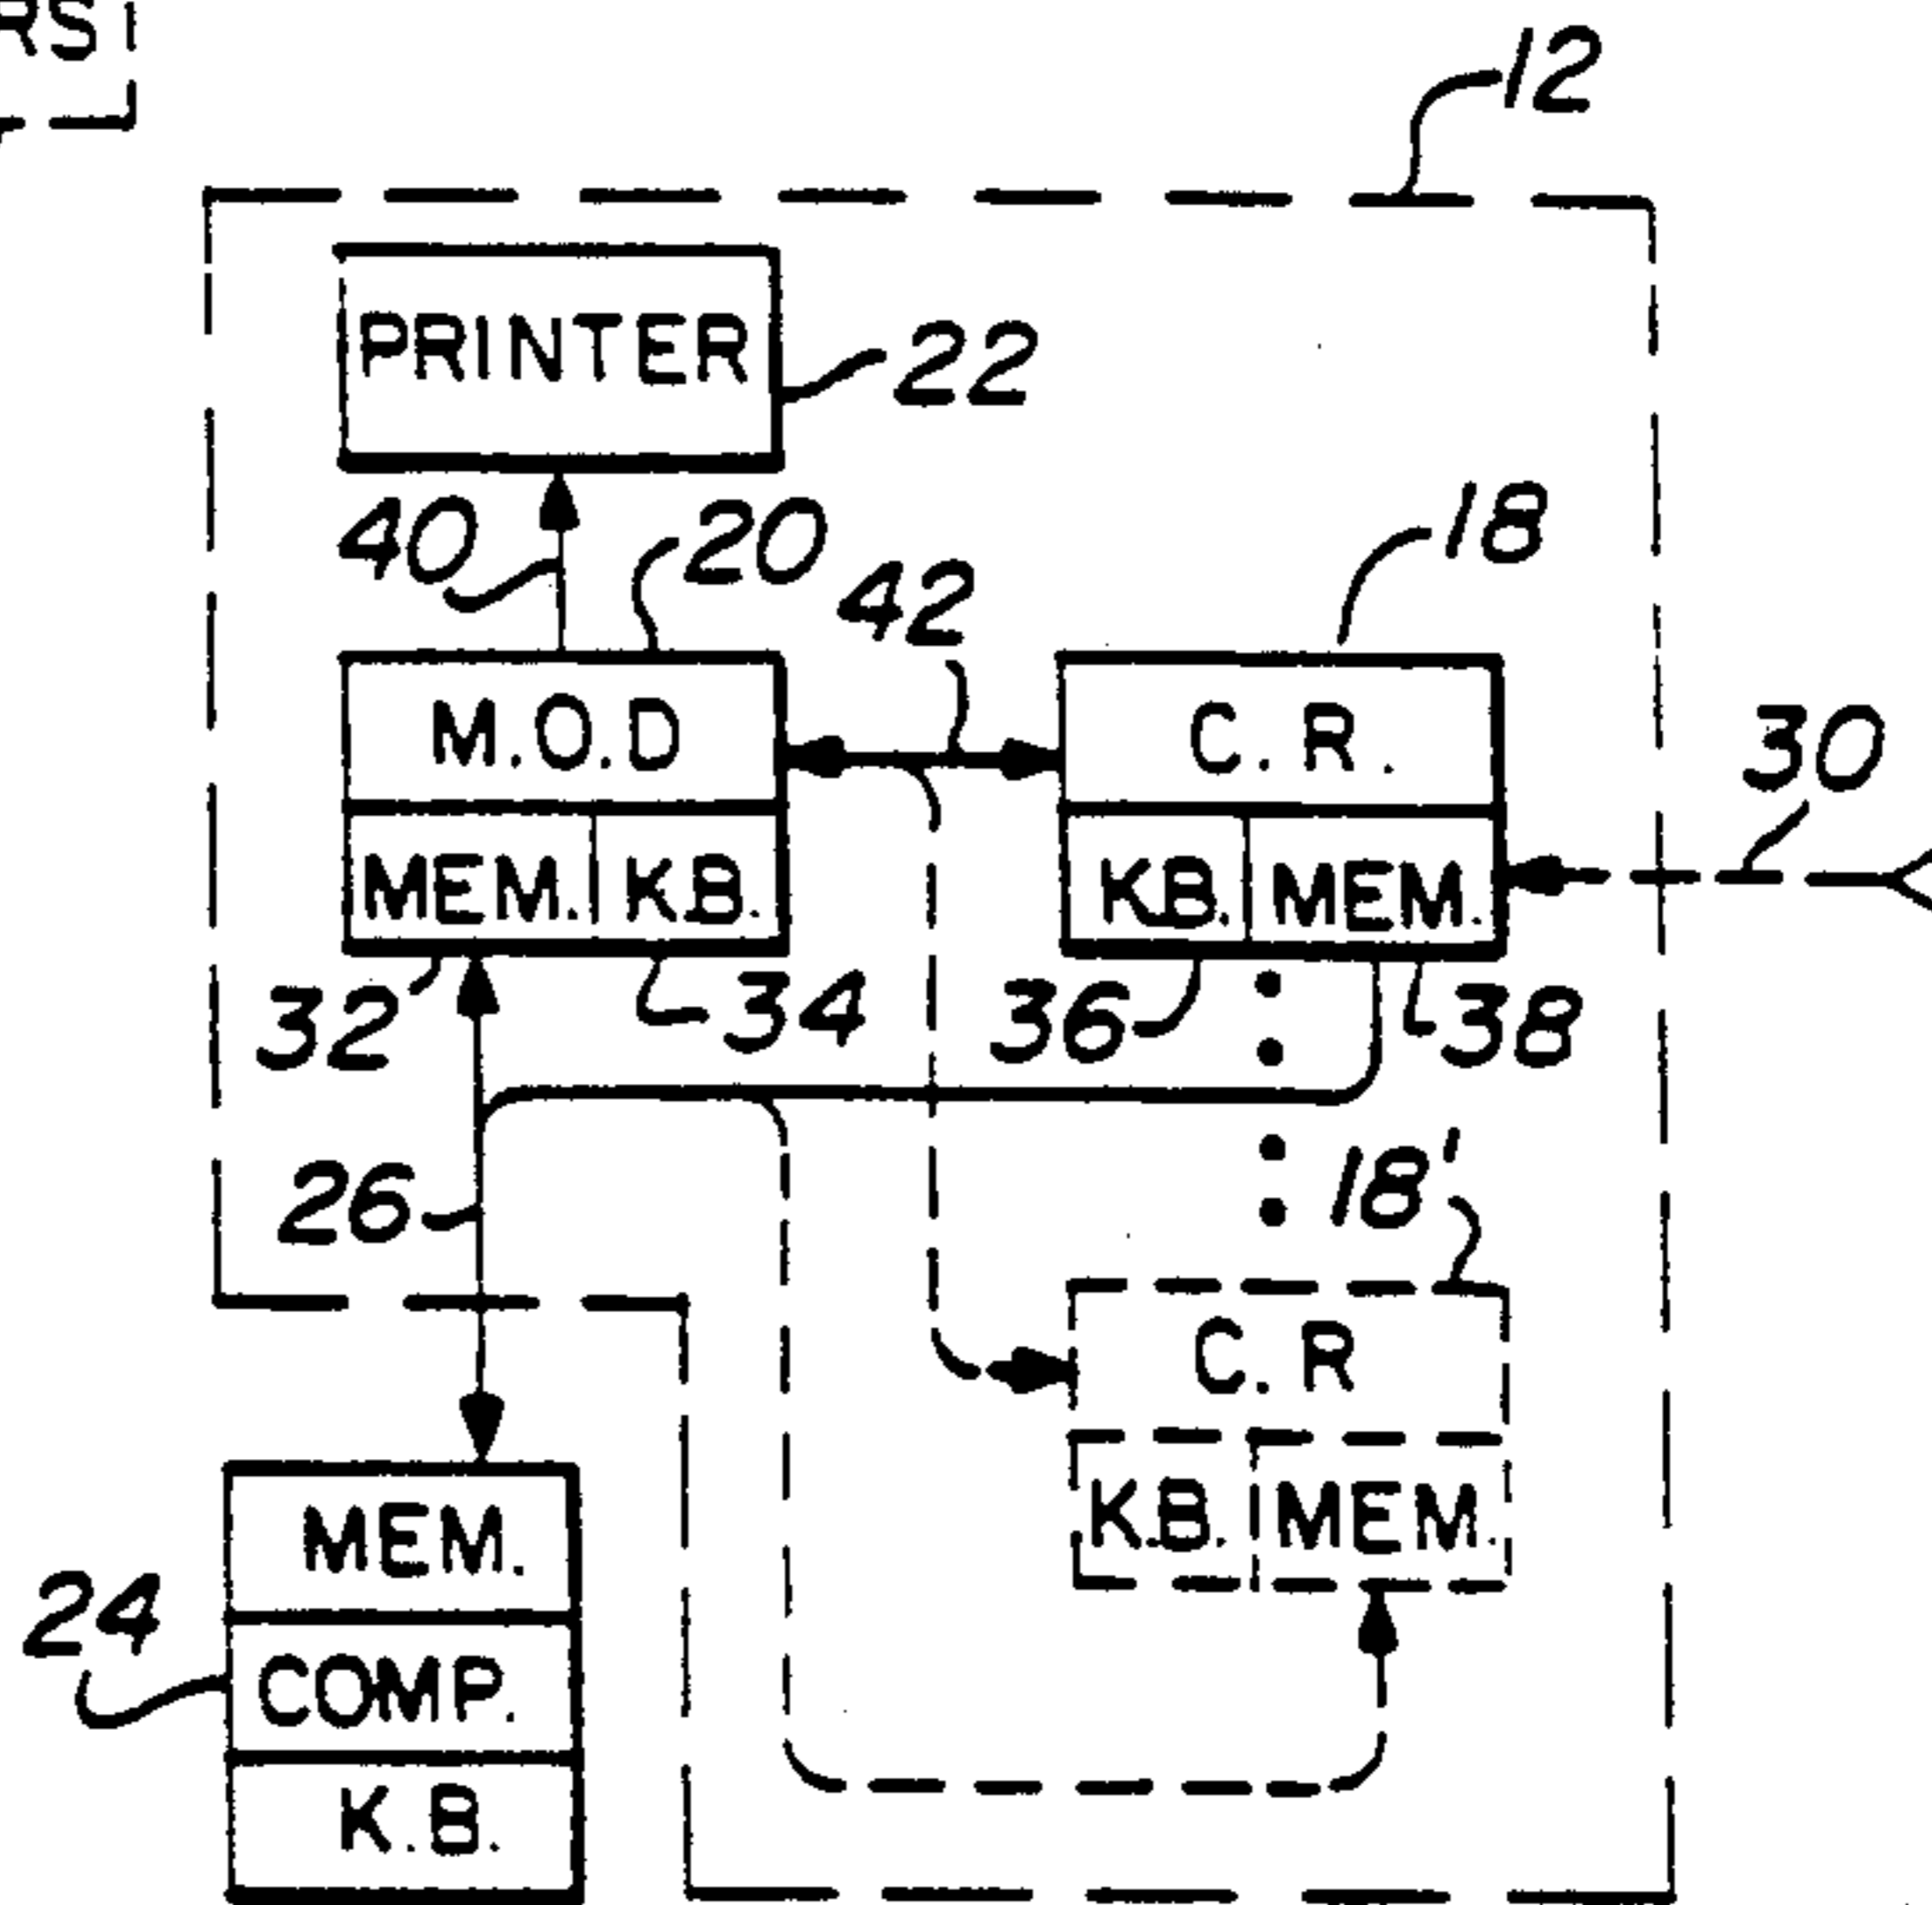 RS
12
PRINTER
22
40
20
42
18
M.O.D
C.R.
30
MEM.
K.B.
K.B.
MEM.
32
34
36
38
26
18'
C.R
K.B.
MEM.
MEM.
24
COMP.
K.B.